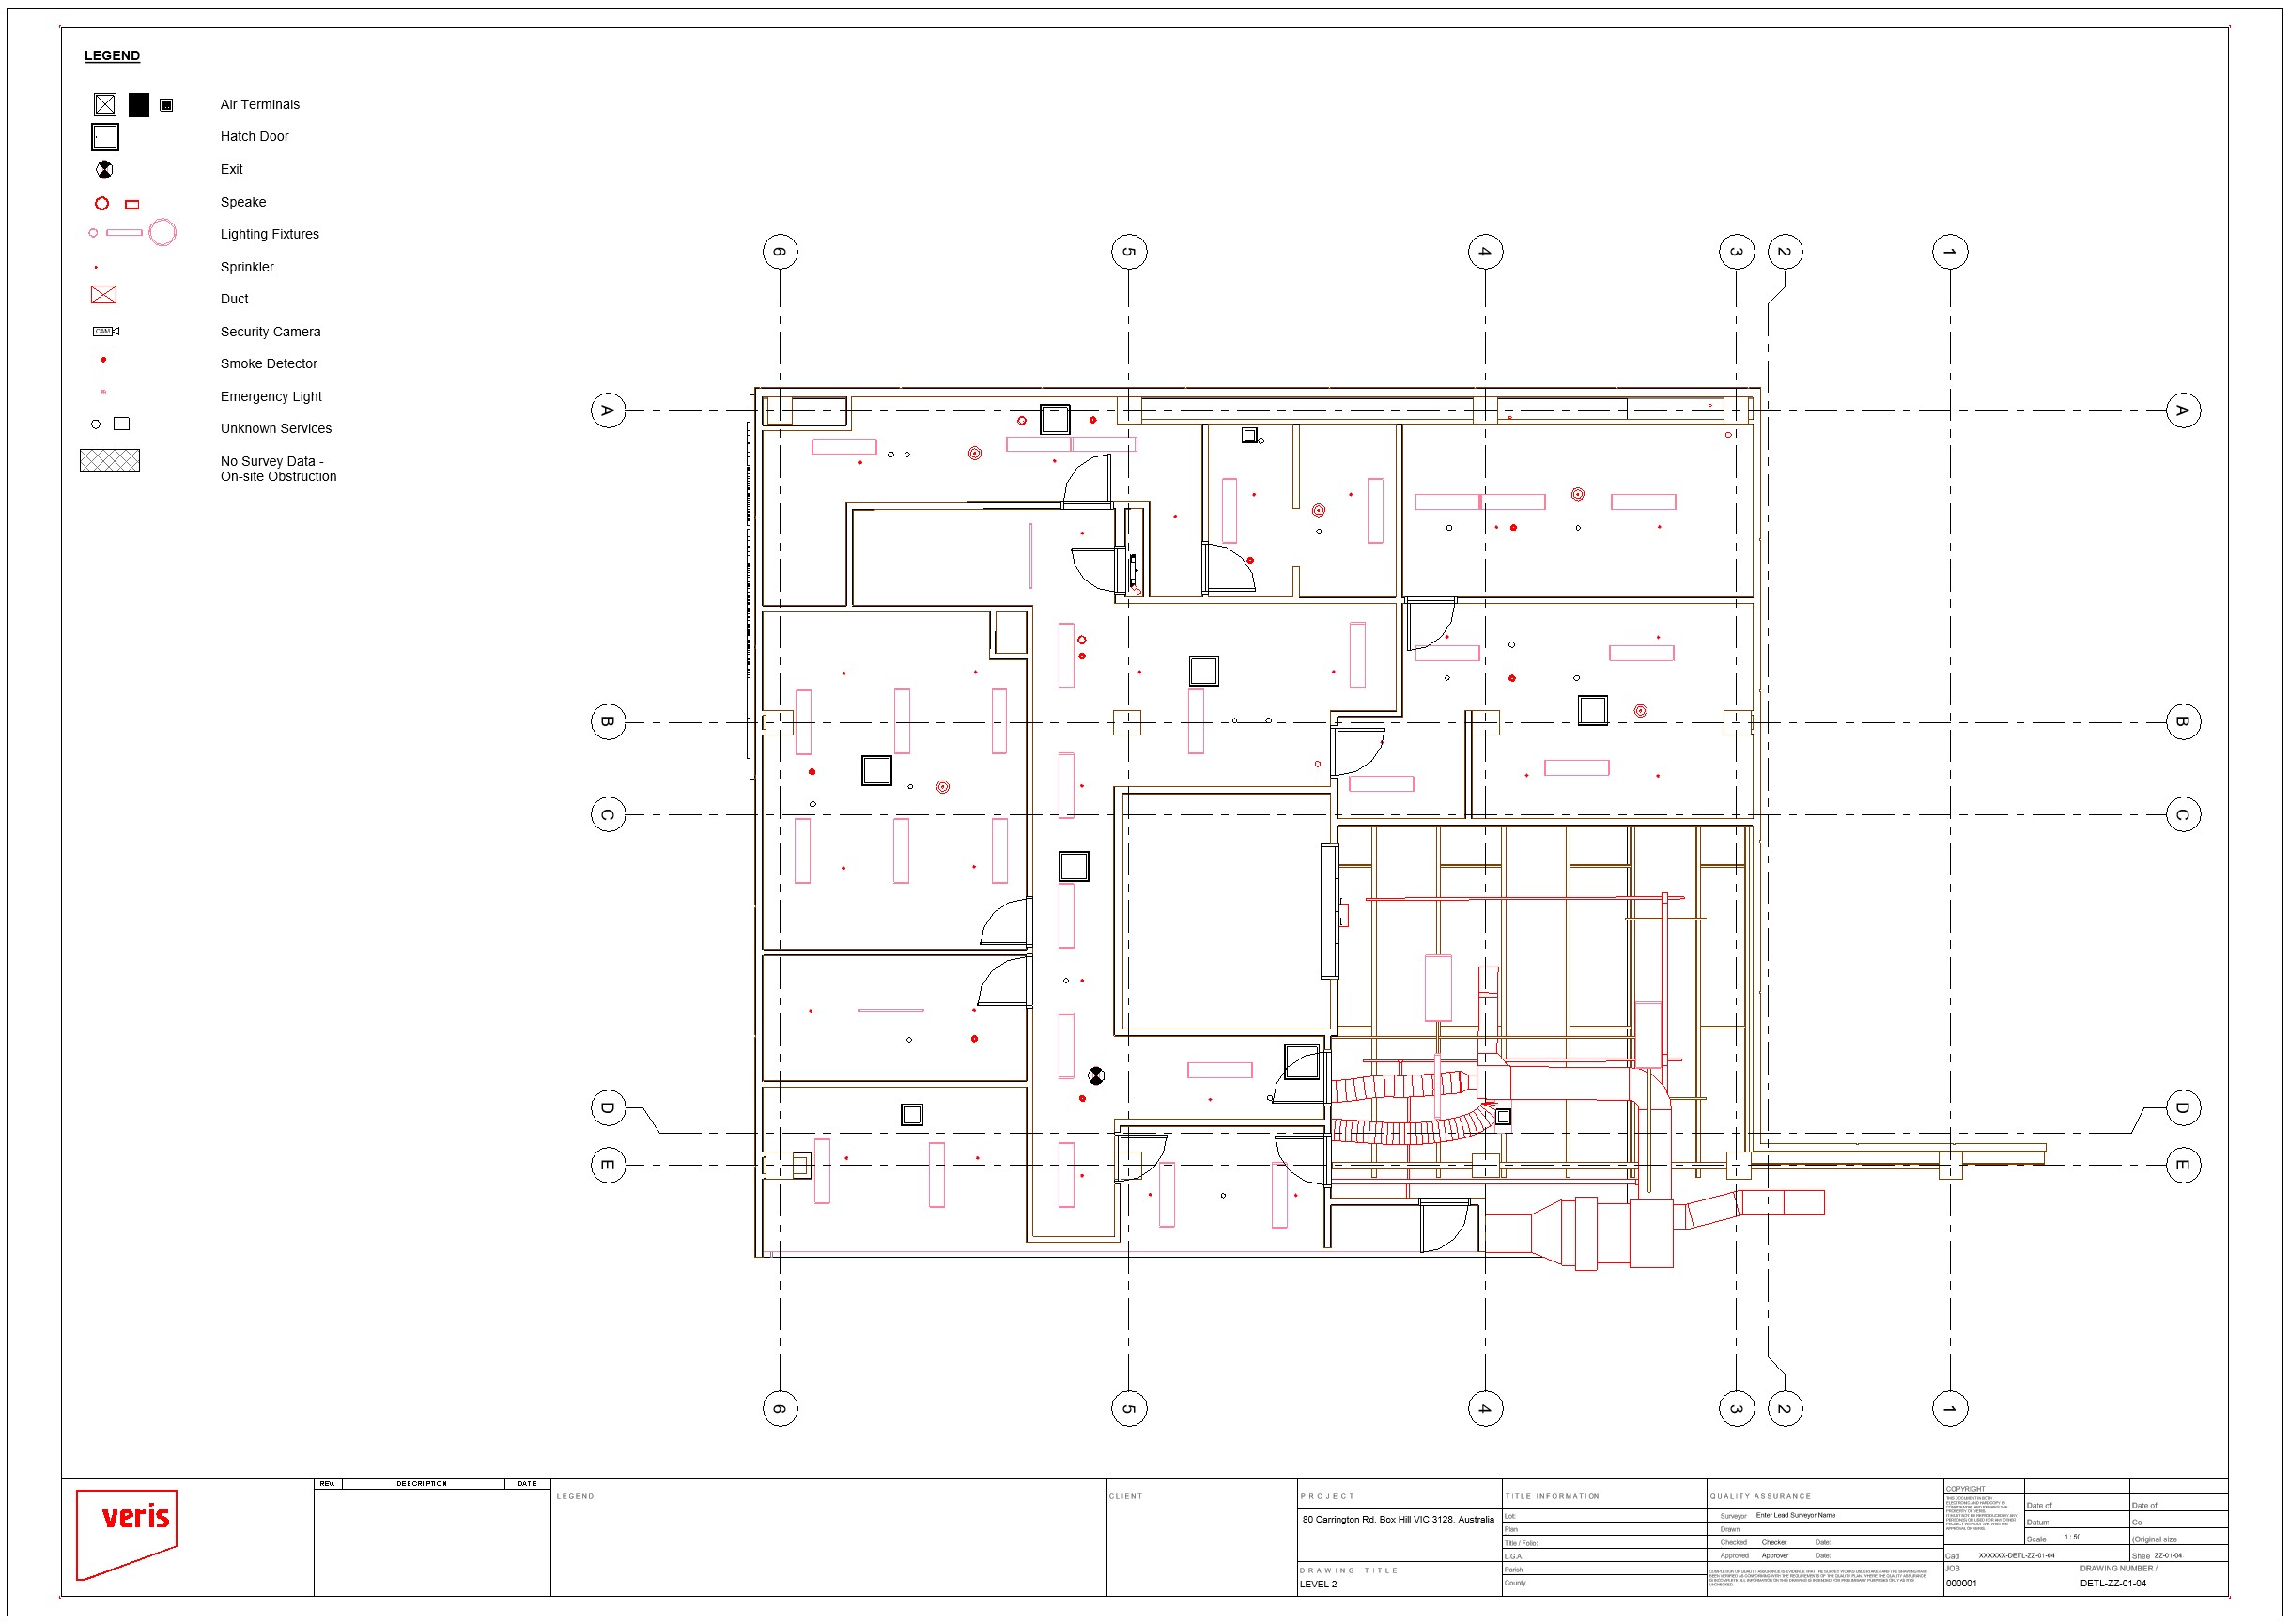 LEGEND
Air Terminals
Hatch Door
Exit
Speake
Lighting Fixtures
Sprinkler
Duct
CAM
Security Camera
Smoke Detector
Emergency Light
Unknown Services
No Survey Data -
On-site Obstruction
6 5 4 3 2 1
A A
B B
C C
D D
E E
6 5 4 3 2 1
veris
REV. DESCRIPTION DATE
LEGEND
CLIENT
PROJECT
80 Carrington Rd, Box Hill VIC 3128, Australia
DRAWING TITLE
LEVEL 2
TITLE INFORMATION
Lot:
Plan
Title / Folio:
L.G.A.
Parish
County
QUALITY ASSURANCE
Surveyor Enter Lead Surveyor Name
Drawn
Checked Checker Date:
Approved Approver Date:
COPYRIGHT
Date of Date of
Datum Co-
Scale 1 : 50 (Original size
Cad XXXXXX-DETL-ZZ-01-04 Shee ZZ-01-04
JOB DRAWING NUMBER /
000001 DETL-ZZ-01-04